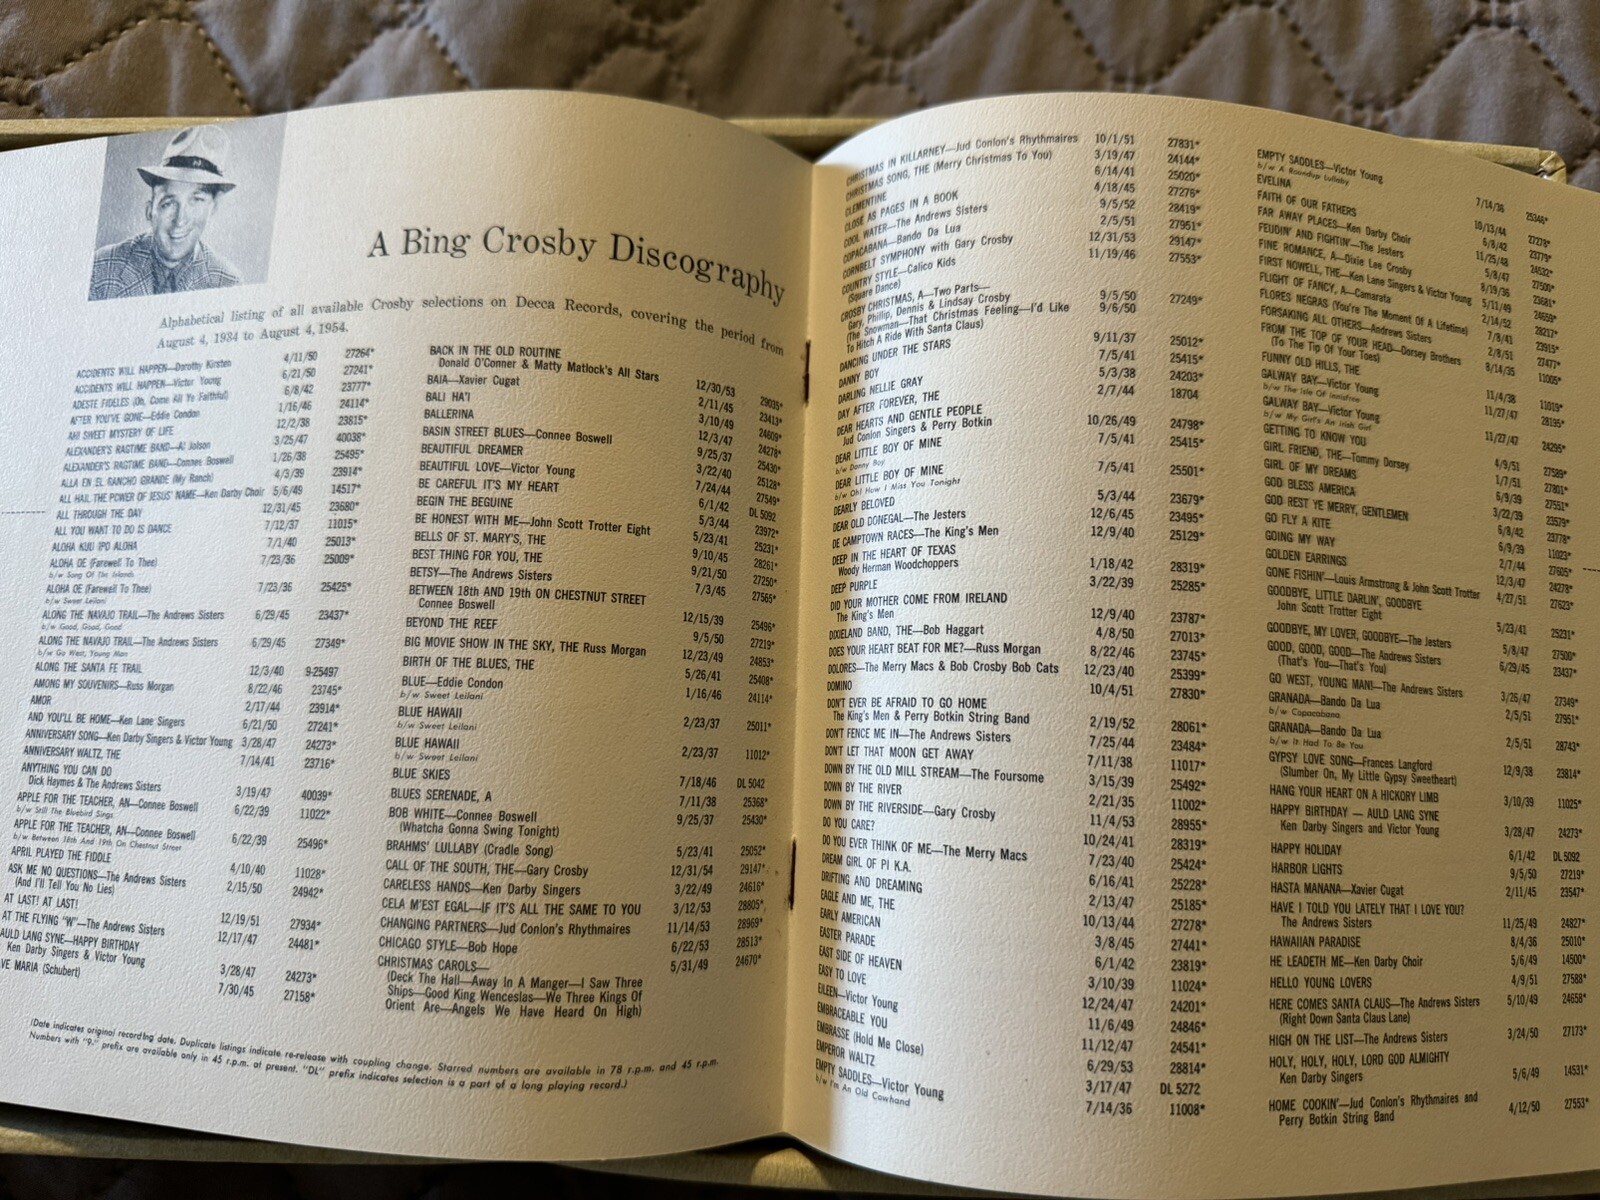 A Bing Crosby Discography
Alphabetical listing of all available Crosby selections on Decca Records, covering the period from
August 4, 1934 to August 4, 1954.
ACCIDENTS WILL HAPPEN—Dorothy Kirsten 4/11/50 27264*
ACCIDENTS WILL HAPPEN—Victor Young 6/21/50 27241*
ADESTE FIDELES (Oh, Come All Ye Faithful) 6/8/42 23777*
AFTER YOU'VE GONE—Eddie Condon 1/16/46 24114*
AH! SWEET MYSTERY OF LIFE 12/2/38 23815*
ALEXANDER'S RAGTIME BAND—Al Jolson 3/25/47 40038*
ALEXANDER'S RAGTIME BAND—Connee Boswell 1/26/38 25495*
ALLA EN EL RANCHO GRANDE (My Ranch) 4/3/39 23914*
ALL HAIL THE POWER OF JESUS' NAME—Ken Darby Choir 5/6/49 14517*
ALL THROUGH THE DAY 12/31/45 23680*
ALL YOU WANT TO DO IS DANCE 7/12/37 11015*
ALOHA KUU IPO ALOHA 7/1/40 25013*
ALOHA OE (Farewell To Thee) 7/23/36 25009*
b/w Song Of The Islands
ALOHA OE (Farewell To Thee) 7/23/36 25425*
b/w Sweet Leilani
ALONG THE NAVAJO TRAIL—The Andrews Sisters 6/29/45 23437*
b/w Good, Good, Good
ALONG THE NAVAJO TRAIL—The Andrews Sisters 6/29/45 27349*
b/w Go West, Young Man
ALONG THE SANTA FE TRAIL 12/3/40 9-25497
AMONG MY SOUVENIRS—Russ Morgan 8/22/46 23745*
AMOR 2/17/44 23914*
AND YOU'LL BE HOME—Ken Lane Singers 6/21/50 27241*
ANNIVERSARY SONG—Ken Darby Singers & Victor Young 3/28/47 24273*
ANNIVERSARY WALTZ, THE 7/14/41 23716*
ANYTHING YOU CAN DO
Dick Haymes & The Andrews Sisters 3/19/47 40039*
APPLE FOR THE TEACHER, AN—Connee Boswell 6/22/39 11022*
b/w Still The Bluebird Sings
APPLE FOR THE TEACHER, AN—Connee Boswell 6/22/39 25496*
b/w Between 18th And 19th On Chestnut Street
APRIL PLAYED THE FIDDLE 4/10/40 11028*
ASK ME NO QUESTIONS—The Andrews Sisters 2/15/50 24942*
(And I'll Tell You No Lies)
AT LAST! AT LAST! 12/19/51 27934*
AT THE FLYING "W"—The Andrews Sisters 12/17/47 24481*
AULD LANG SYNE—HAPPY BIRTHDAY
Ken Darby Singers & Victor Young 3/28/47 24273*
VE MARIA (Schubert) 7/30/45 27158*
BACK IN THE OLD ROUTINE
Donald O'Conner & Matty Matlock's All Stars 12/30/53 29035*
BAIA—Xavier Cugat 2/11/45 23413*
BALI HA'I 3/10/49 24609*
BALLERINA 12/3/47 24278*
BASIN STREET BLUES—Connee Boswell 9/25/37 25430*
BEAUTIFUL DREAMER 3/22/40 25128*
BEAUTIFUL LOVE—Victor Young 7/24/44 27549*
BE CAREFUL IT'S MY HEART 6/1/42 DL 5092
BEGIN THE BEGUINE 5/3/44 23972*
BE HONEST WITH ME—John Scott Trotter Eight 5/23/41 25231*
BELLS OF ST. MARY'S, THE 9/10/45 28261*
BEST THING FOR YOU, THE 9/21/50 27250*
BETSY—The Andrews Sisters 7/3/45 27565*
BETWEEN 18th AND 19th ON CHESTNUT STREET
Connee Boswell 12/15/39 25496*
BEYOND THE REEF 9/5/50 27219*
BIG MOVIE SHOW IN THE SKY, THE Russ Morgan 12/23/49 24853*
BIRTH OF THE BLUES, THE 5/26/41 25408*
BLUE—Eddie Condon 1/16/46 24114*
b/w Sweet Leilani
BLUE HAWAII 2/23/37 25011*
b/w Sweet Leilani
BLUE HAWAII 2/23/37 11012*
b/w Sweet Leilani
BLUE SKIES 7/18/46 DL 5042
BLUES SERENADE, A 7/11/38 25368*
BOB WHITE—Connee Boswell 9/25/37 25430*
(Whatcha Gonna Swing Tonight)
BRAHMS' LULLABY (Cradle Song) 5/23/41 25052*
CALL OF THE SOUTH, THE—Gary Crosby 12/31/54 29147*
CARELESS HANDS—Ken Darby Singers 3/22/49 24616*
CELA M'EST EGAL—IF IT'S ALL THE SAME TO YOU 3/12/53 28805*
CHANGING PARTNERS—Jud Conlon's Rhythmaires 11/14/53 28969*
CHICAGO STYLE—Bob Hope 6/22/53 28513*
CHRISTMAS CAROLS— 5/31/49 24670*
(Deck The Hall—Away In A Manger—I Saw Three
Ships—Good King Wenceslas—We Three Kings Of
Orient Are—Angels We Have Heard On High)
(Date indicates original recording date. Duplicate listings indicate re-release with coupling change. Starred numbers are available in 78 r.p.m. and 45 r.p.m.
Numbers with "9." prefix are available only in 45 r.p.m. at present. "DL" prefix indicates selection is a part of a long playing record.)
CHRISTMAS IN KILLARNEY—Jud Conlon's Rhythmaires 10/1/51 27831*
CHRISTMAS SONG, THE (Merry Christmas To You) 3/19/47 24144*
CLEMENTINE 6/14/41 25020*
CLOSE AS PAGES IN A BOOK 4/18/45 27276*
COOL WATER—The Andrews Sisters 9/5/52 28419*
COPACABANA—Bando Da Lua 2/5/51 27951*
CORNBELT SYMPHONY with Gary Crosby 12/31/53 29147*
COUNTRY STYLE—Calico Kids 11/19/46 27553*
(Square Dance)
CROSBY CHRISTMAS, A—Two Parts—
Gary, Phillip, Dennis & Lindsay Crosby 9/5/50 27249*
(The Snowman—That Christmas Feeling—I'd Like 9/6/50
To Hitch A Ride With Santa Claus)
DANCING UNDER THE STARS 9/11/37 25012*
DANNY BOY 7/5/41 25415*
DARLING NELLIE GRAY 5/3/38 24203*
DAY AFTER FOREVER, THE 2/7/44 18704
DEAR HEARTS AND GENTLE PEOPLE
Jud Conlon Singers & Perry Botkin 10/26/49 24798*
DEAR LITTLE BOY OF MINE 7/5/41 25415*
b/w Danny Boy
DEAR LITTLE BOY OF MINE 7/5/41 25501*
b/w Oh! How I Miss You Tonight
DEARLY BELOVED 5/3/44 23679*
DEAR OLD DONEGAL—The Jesters 12/6/45 23495*
DE CAMPTOWN RACES—The King's Men 12/9/40 25129*
DEEP IN THE HEART OF TEXAS
Woody Herman Woodchoppers 1/18/42 28319*
DEEP PURPLE 3/22/39 25285*
DID YOUR MOTHER COME FROM IRELAND
The King's Men 12/9/40 23787*
DIXIELAND BAND, THE—Bob Haggart 4/8/50 27013*
DOES YOUR HEART BEAT FOR ME?—Russ Morgan 8/22/46 23745*
DOLORES—The Merry Macs & Bob Crosby Bob Cats 12/23/40 25399*
DOMINO 10/4/51 27830*
DON'T EVER BE AFRAID TO GO HOME
The King's Men & Perry Botkin String Band 2/19/52 28061*
DON'T FENCE ME IN—The Andrews Sisters 7/25/44 23484*
DON'T LET THAT MOON GET AWAY 7/11/38 11017*
DOWN BY THE OLD MILL STREAM—The Foursome 3/15/39 25492*
DOWN BY THE RIVER 2/21/35 11002*
DOWN BY THE RIVERSIDE—Gary Crosby 11/4/53 28955*
DO YOU CARE? 10/24/41 28319*
DO YOU EVER THINK OF ME—The Merry Macs 7/23/40 25424*
DREAM GIRL OF PI K.A. 6/16/41 25228*
DRIFTING AND DREAMING 2/13/47 25185*
EAGLE AND ME, THE 10/13/44 27278*
EARLY AMERICAN 3/8/45 27441*
EASTER PARADE 6/1/42 23819*
EAST SIDE OF HEAVEN 3/10/39 11024*
EASY TO LOVE 12/24/47 24201*
EILEEN—Victor Young 11/6/49 24846*
EMBRACEABLE YOU 11/12/47 24541*
EMBRASSE (Hold Me Close) 6/29/53 28814*
EMPEROR WALTZ 3/17/47 DL 5272
EMPTY SADDLES—Victor Young 7/14/36 11008*
b/w I'm An Old Cowhand
EMPTY SADDLES—Victor Young 7/14/36 25346*
b/w A Roundup Lullaby
EVELINA 10/13/44 27278*
FAITH OF OUR FATHERS 6/8/42 23779*
FAR AWAY PLACES—Ken Darby Choir 11/25/48 24532*
FEUDIN' AND FIGHTIN'—The Jesters 5/8/47 27500*
FINE ROMANCE, A—Dixie Lee Crosby 8/19/36 23681*
FIRST NOWELL, THE—Ken Lane Singers & Victor Young 5/11/49 24659*
FLIGHT OF FANCY, A—Camarata 2/14/52 28217*
FLORES NEGRAS (You're The Moment Of A Lifetime) 7/8/41 23915*
FORSAKING ALL OTHERS—Andrews Sisters 2/8/51 27477*
FROM THE TOP OF YOUR HEAD—Dorsey Brothers 8/14/35 11005*
(To The Tip Of Your Toes)
FUNNY OLD HILLS, THE 11/4/38 11019*
GALWAY BAY—Victor Young 11/27/47 28195*
b/w The Isle Of Innisfree
GALWAY BAY—Victor Young 11/27/47 24295*
b/w My Girl's An Irish Girl
GETTING TO KNOW YOU 4/9/51 27589*
GIRL FRIEND, THE—Tommy Dorsey 1/7/51 27801*
GIRL OF MY DREAMS 6/9/39 27551*
GOD BLESS AMERICA 3/22/39 23579*
GOD REST YE MERRY, GENTLEMEN 6/8/42 23778*
GO FLY A KITE 6/9/39 11023*
GOING MY WAY 2/7/44 27605*
GOLDEN EARRINGS 12/3/47 24278*
GONE FISHIN'—Louis Armstrong & John Scott Trotter 4/27/51 27623*
GOODBYE, LITTLE DARLIN', GOODBYE
John Scott Trotter Eight 5/23/41 25231*
GOODBYE, MY LOVER, GOODBYE—The Jesters 5/8/47 27500*
GOOD, GOOD, GOOD—The Andrews Sisters 6/29/45 23437*
(That's You—That's You)
GO WEST, YOUNG MAN!—The Andrews Sisters 3/26/47 27349*
GRANADA—Bando Da Lua 2/5/51 27951*
b/w Copacabana
GRANADA—Bando Da Lua 2/5/51 28743*
b/w It Had To Be You
GYPSY LOVE SONG—Frances Langford 12/9/38 23814*
(Slumber On, My Little Gypsy Sweetheart)
HANG YOUR HEART ON A HICKORY LIMB 3/10/39 11025*
HAPPY BIRTHDAY — AULD LANG SYNE
Ken Darby Singers and Victor Young 3/28/47 24273*
HAPPY HOLIDAY 6/1/42 DL 5092
HARBOR LIGHTS 9/5/50 27219*
HASTA MANANA—Xavier Cugat 2/11/45 23547*
HAVE I TOLD YOU LATELY THAT I LOVE YOU?
The Andrews Sisters 11/25/49 24827*
HAWAIIAN PARADISE 8/4/36 25010*
HE LEADETH ME—Ken Darby Choir 5/6/49 14500*
HELLO YOUNG LOVERS 4/9/51 27588*
HERE COMES SANTA CLAUS—The Andrews Sisters 5/10/49 24658*
(Right Down Santa Claus Lane)
HIGH ON THE LIST—The Andrews Sisters 3/24/50 27173*
HOLY, HOLY, HOLY, LORD GOD ALMIGHTY
Ken Darby Singers 5/6/49 14531*
HOME COOKIN'—Jud Conlon's Rhythmaires and
Perry Botkin String Band 4/12/50 27553*